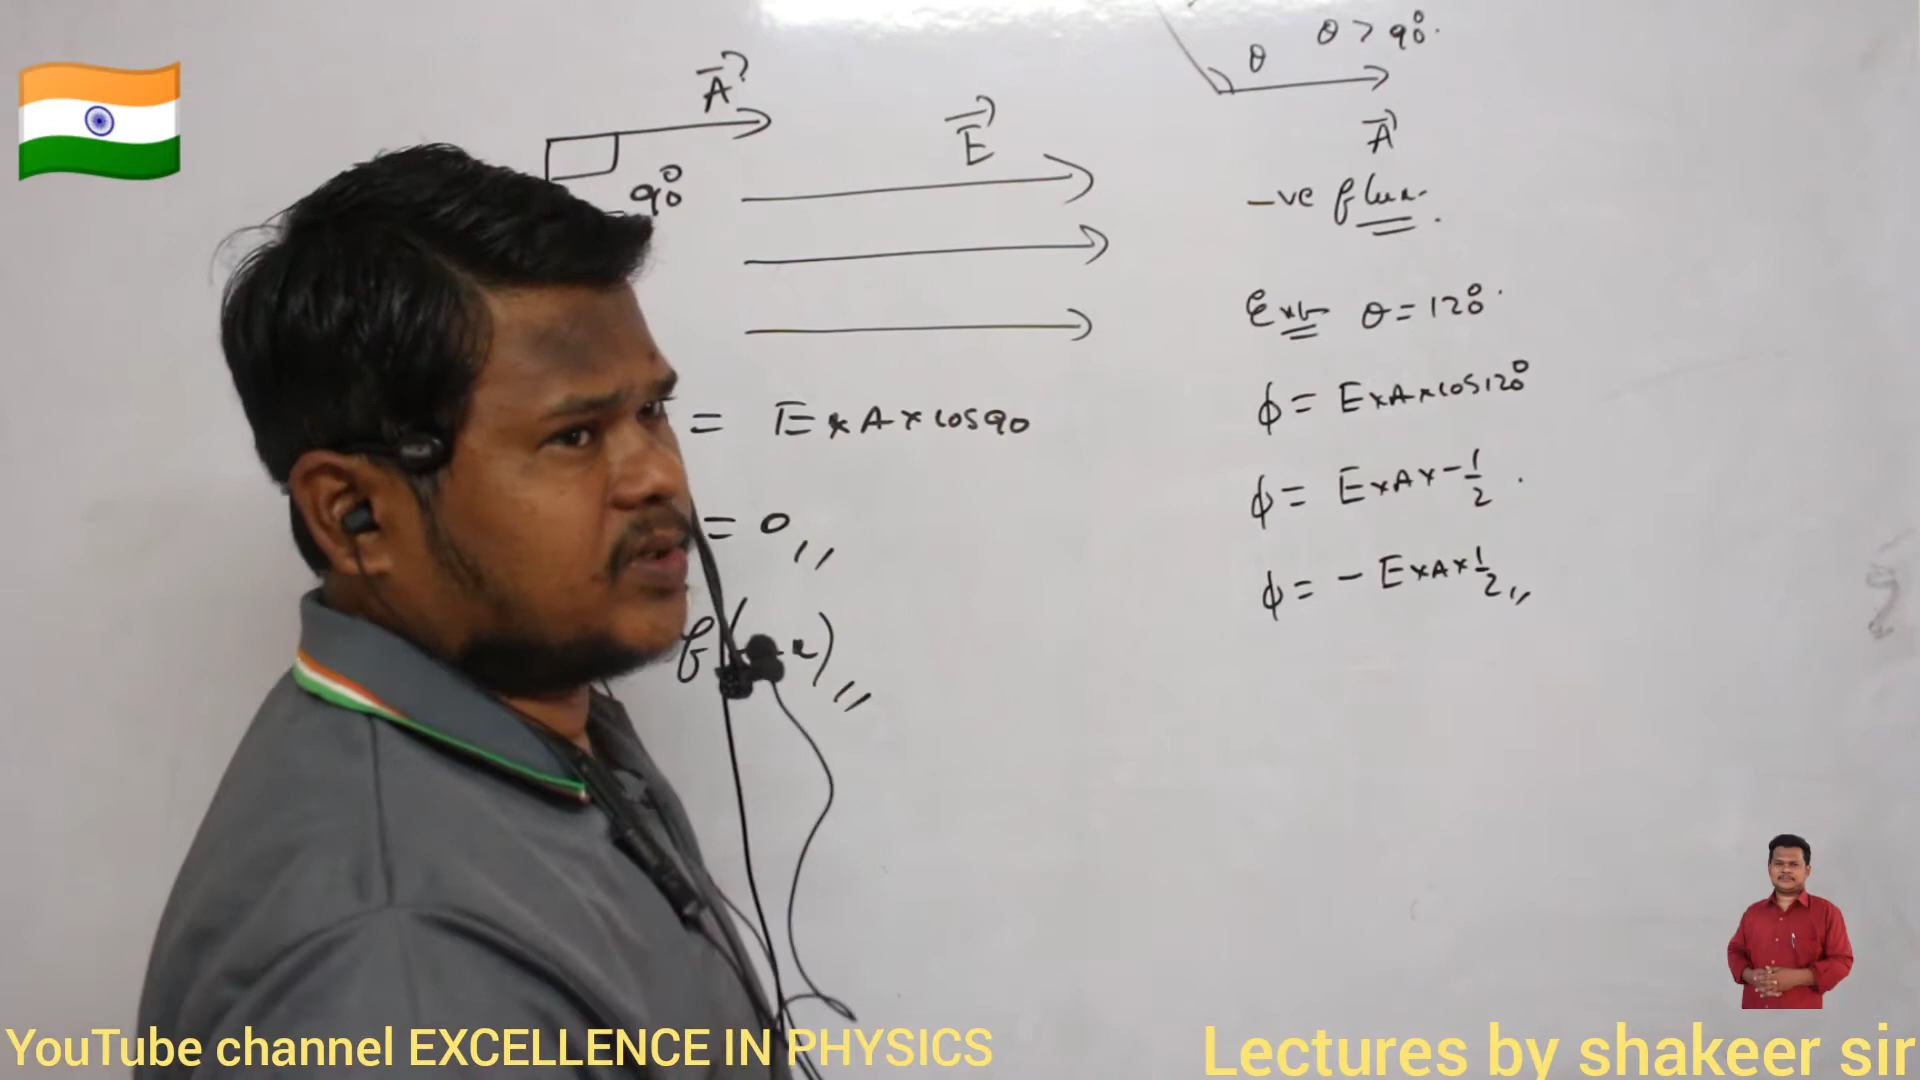 A
90°
E
= E × A × cos90
= 0,,
θ θ > 90°.
A
-ve flux.
θ = 120°.
ϕ = E×A×cos120°
ϕ = E×A×-1/2.
ϕ = - E×A×1/2,,
YouTube channel EXCELLENCE IN PHYSICS
Lectures by shakeer sir